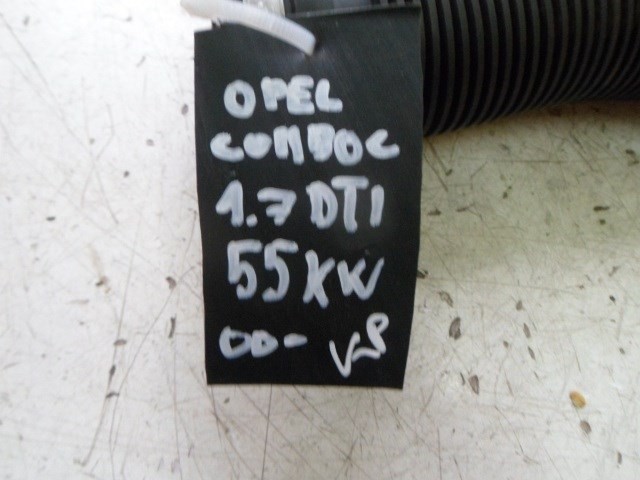 OPEL
COMBO C
1.7 DTI
55 KW
00-